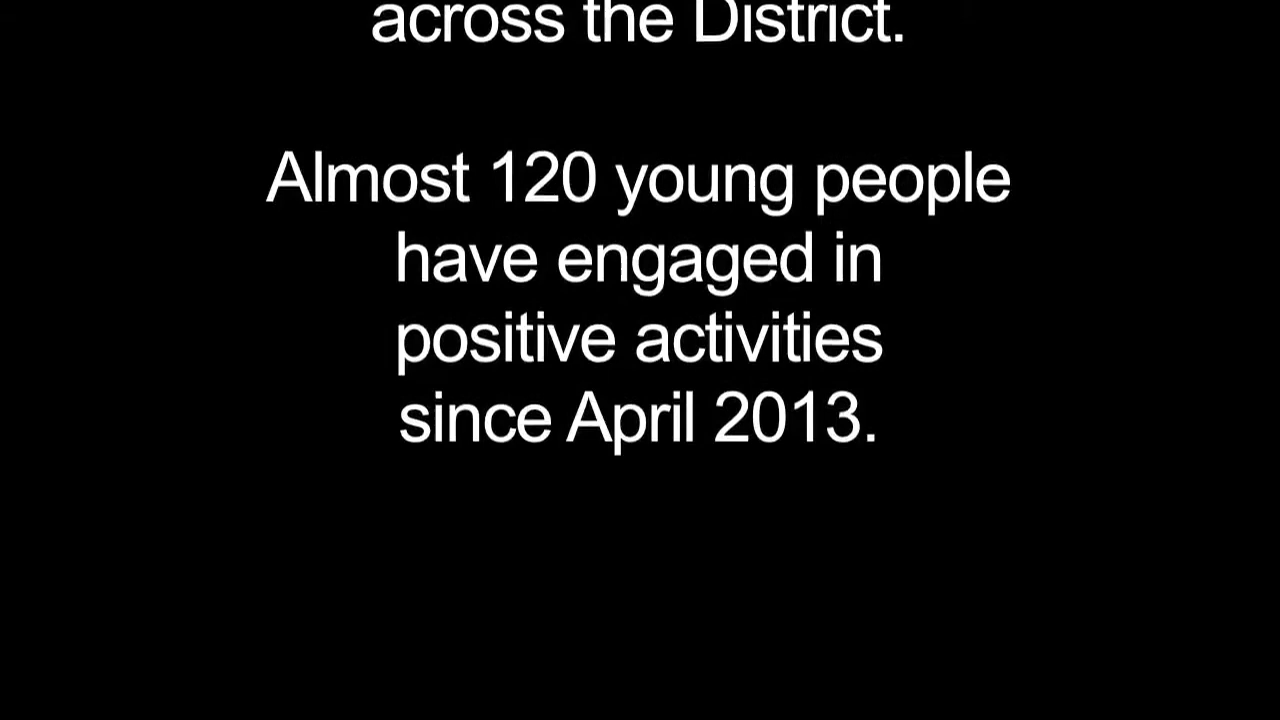 across the District.
Almost 120 young people
have engaged in
positive activities
since April 2013.